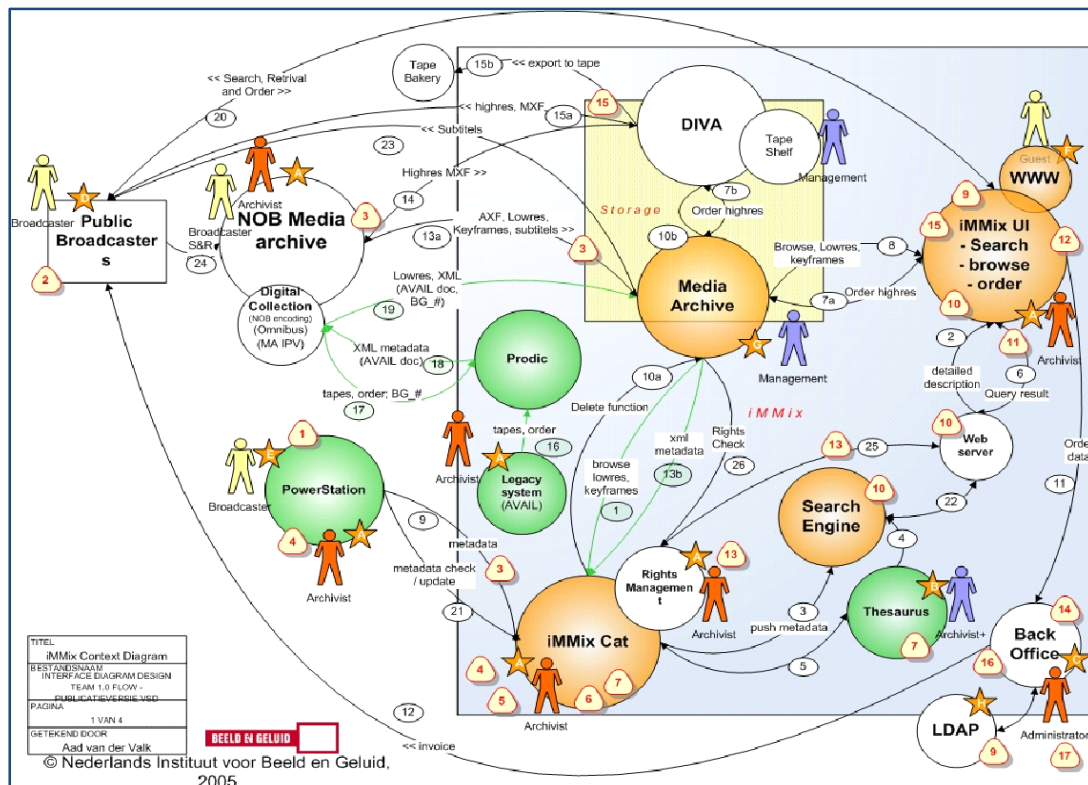 Tape
Bakery
15b
<< export to tape
<< Search, Retrival
and Order >>
20
<< highres, MXF
15a
15
<< Subtitels
23
DIVA
Tape
Shelf
Management
Guest
F
WWW
Broadcaster
Public
Broadcaster
s
2
Archivist
A
NOB Media
archive
3
Broadcaster
S&R
24
Highres MXF >>
14
7b
Order highres
Storage
AXF, Lowres,
Keyframes, subtitels >>
13a
3
10b
Media
Archive
G
Management
Browse, Lowres,
keyframes
8
Order highres
7a
9
15
iMMix UI
- Search
- browse
- order
12
10
A
Archivist
Digital
Collection
(NOB encoding)
(Omnibus)
(MA IPV)
Lowres, XML
(AVAIL doc,
BG_#)
19
XML metadata
(AVAIL doc)
18
tapes, order; BG_#
17
Prodic
tapes, order
16
Archivist
A
Legacy
system
(AVAIL)
10a
Delete function
browse
lowres,
keyframes
1
xml
metadata
13b
Rights
Check
26
iMMix
2
11
detailed
description
6
Query result
10
Web
server
22
13
25
Order
data
11
1
E
Broadcaster
PowerStation
4
A
Archivist
9
metadata
metadata check
/ update
21
3
Search
Engine
10
4
A
13
Rights
Managemen
t
Archivist
3
push metadata
5
B
Thesaurus
7
Archivist+
iMMix Cat
4
A
5
6
7
Archivist
14
Back
Office
16
C
H
LDAP
9
Administrator
17
12
<< invoice
TITEL
iMMix Context Diagram
BESTANDSNAAM
INTERFACE DIAGRAM DESIGN
TEAM 1.0 FLOW -
PUBLICATIEVERSIE.VSD
PAGINA
1 VAN 4
GETEKEND DOOR
Aad van der Valk
BEELD EN GELUID
© Nederlands Instituut voor Beeld en Geluid,
2005